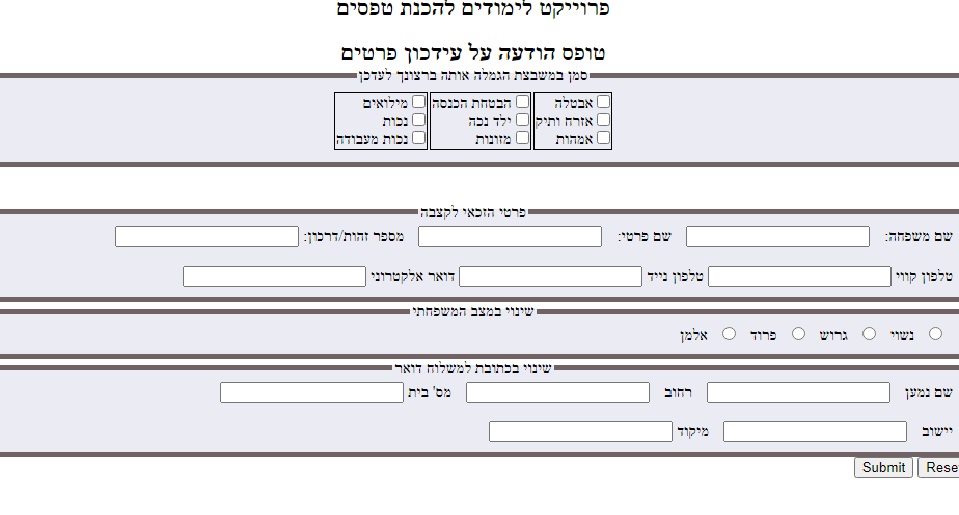 פרוייקט לימודים להכנת טפסים
טופס הודעה על עידכון פרטים
סמן במשבצת הגמלה אותה ברצונך לעדכן
אבטלה הבטחת הכנסה מילואים
אזרח ותיק ילד נכה נכות
אמהות מזונות נכות מעבודה
פרטי הזכאי לקצבה
שם משפחה: שם פרטי: מספר זהות/דרכון:
טלפון קווי טלפון נייד דואר אלקטרוני
שינוי במצב המשפחתי
נשוי גרוש פרוד אלמן
שינוי בכתובת למשלוח דואר
שם נמען רחוב מס' בית
יישוב מיקוד
Submit Rese